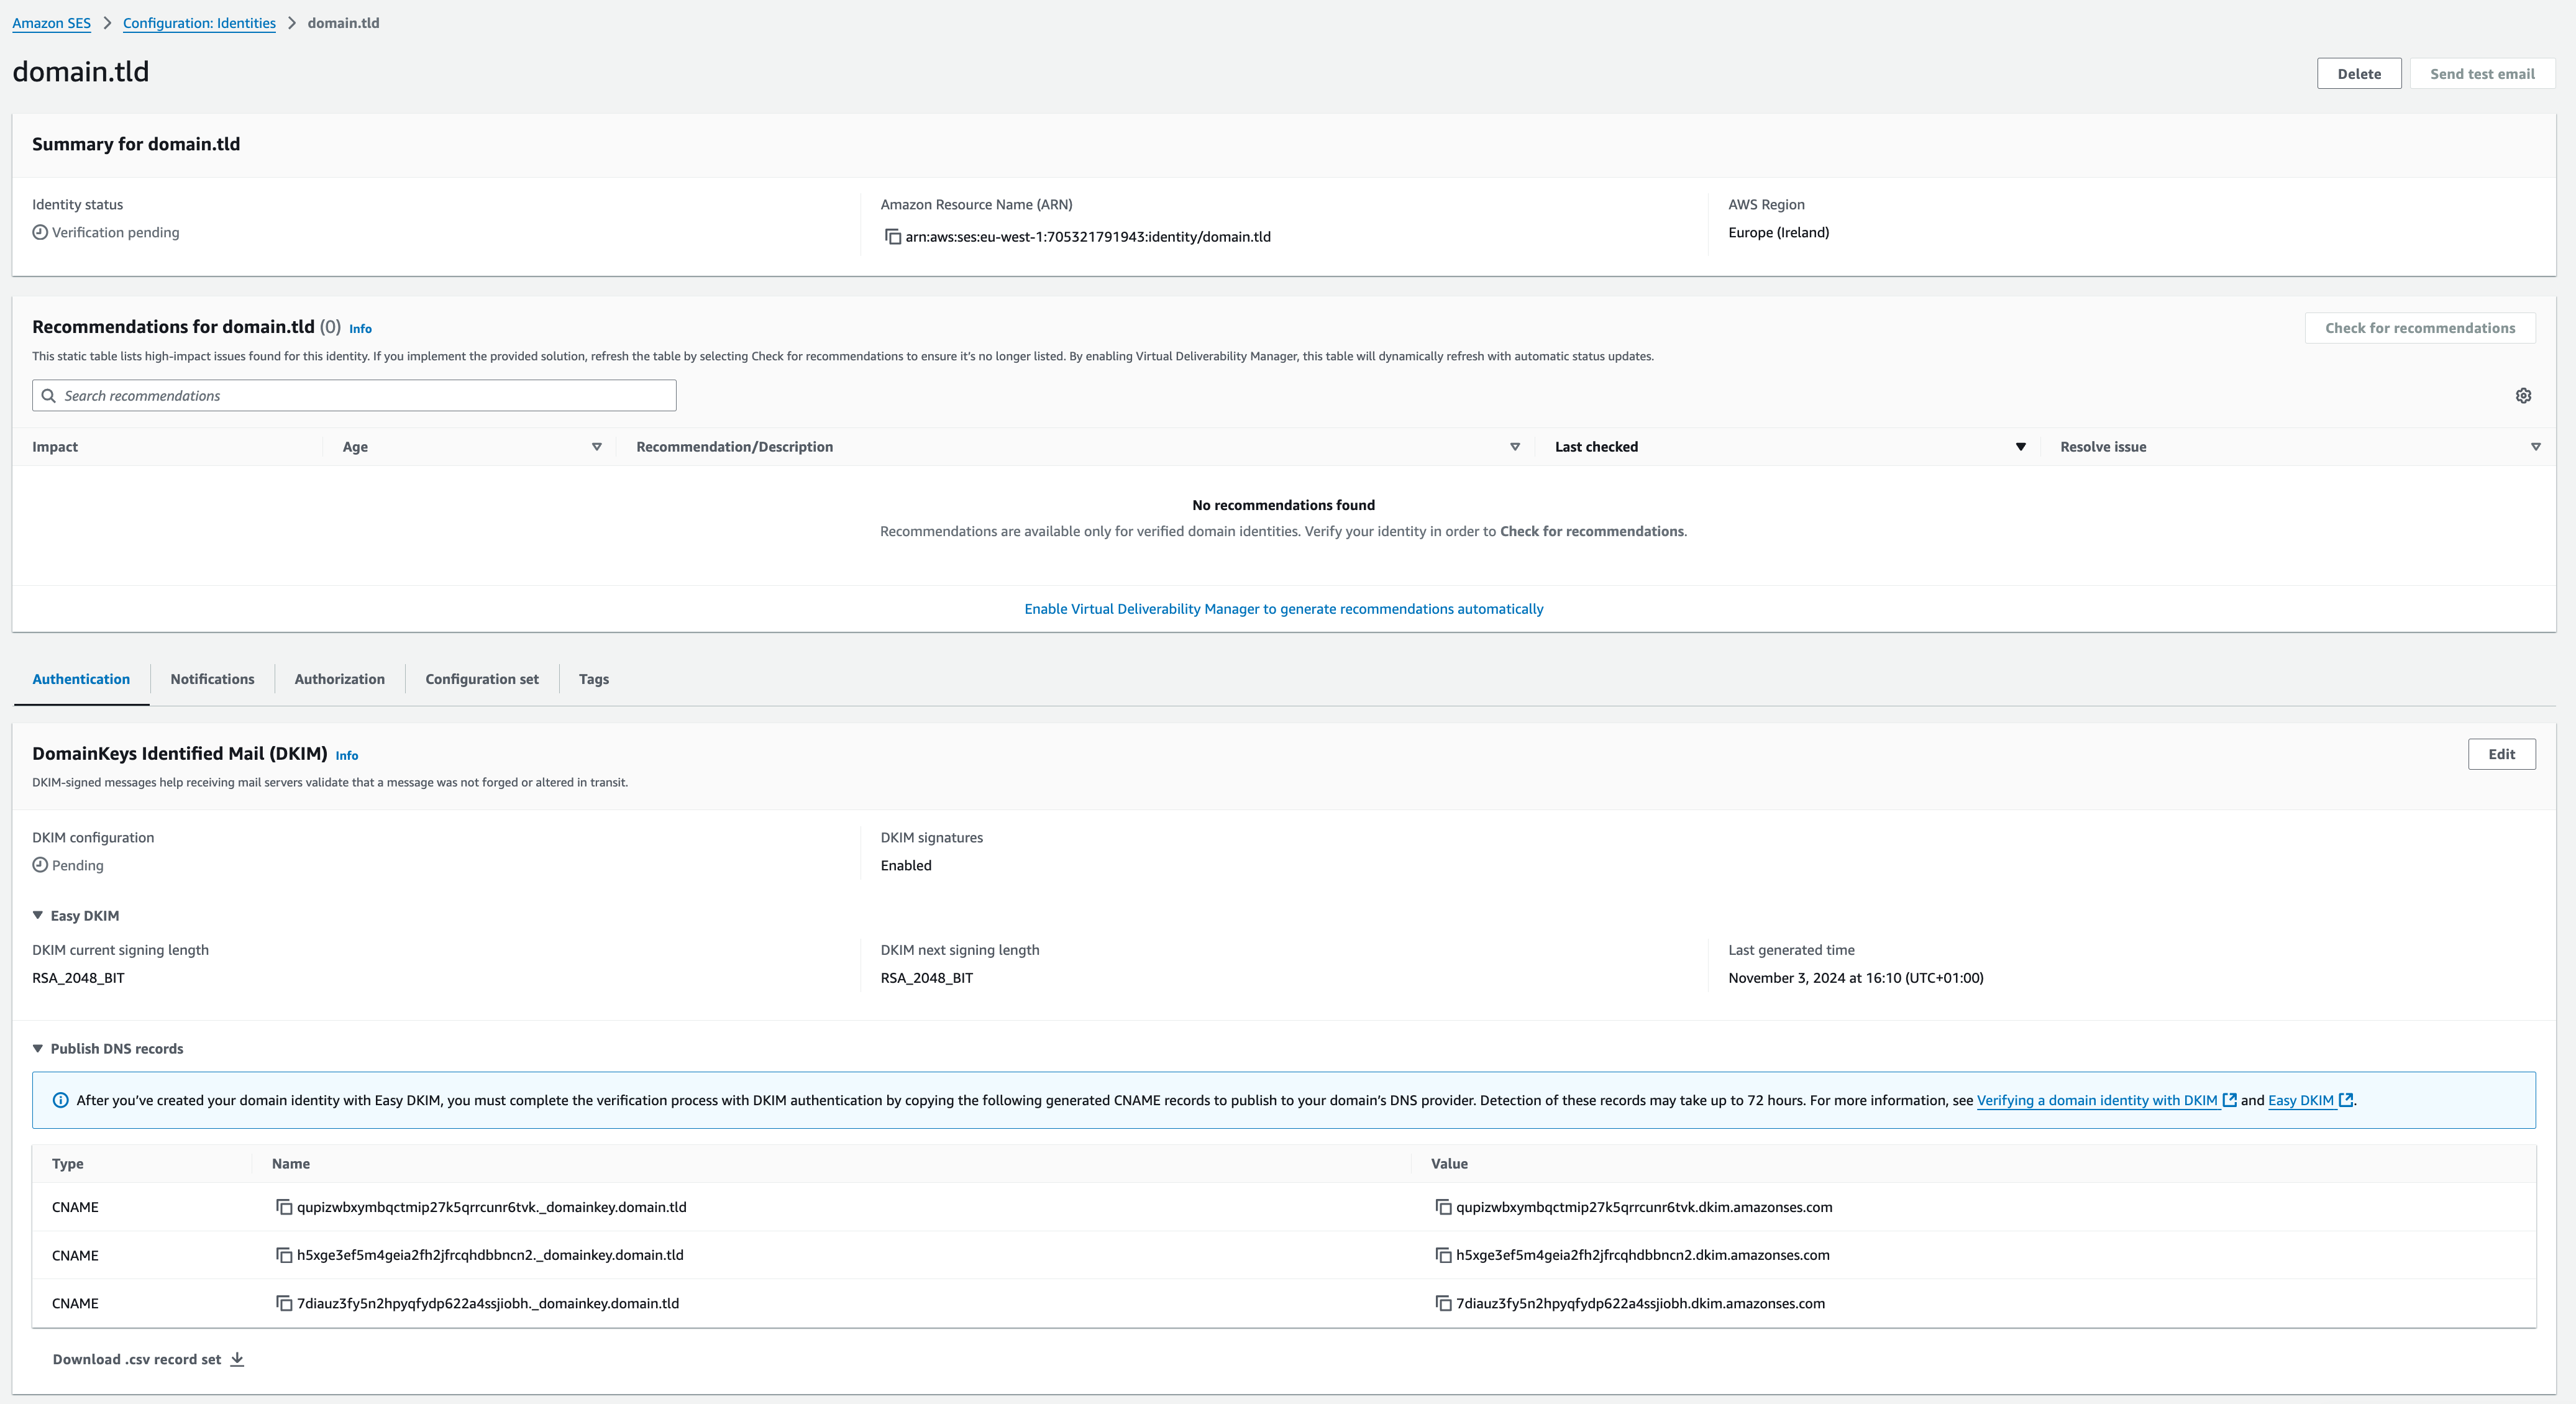 Amazon SES > Configuration: Identities > domain.tld
domain.tld
Delete
Send test email
Summary for domain.tld
Identity status
Verification pending
Amazon Resource Name (ARN)
arn:aws:ses:eu-west-1:705321791943:identity/domain.tld
AWS Region
Europe (Ireland)
Recommendations for domain.tld (0) Info
Check for recommendations
This static table lists high-impact issues found for this identity. If you implement the provided solution, refresh the table by selecting Check for recommendations to ensure it's no longer listed. By enabling Virtual Deliverability Manager, this table will dynamically refresh with automatic status updates.
Search recommendations
Impact Age Recommendation/Description Last checked Resolve issue
No recommendations found
Recommendations are available only for verified domain identities. Verify your identity in order to Check for recommendations.
Enable Virtual Deliverability Manager to generate recommendations automatically
Authentication Notifications Authorization Configuration set Tags
DomainKeys Identified Mail (DKIM) Info
Edit
DKIM-signed messages help receiving mail servers validate that a message was not forged or altered in transit.
DKIM configuration
Pending
DKIM signatures
Enabled
Easy DKIM
DKIM current signing length
RSA_2048_BIT
DKIM next signing length
RSA_2048_BIT
Last generated time
November 3, 2024 at 16:10 (UTC+01:00)
Publish DNS records
After you've created your domain identity with Easy DKIM, you must complete the verification process with DKIM authentication by copying the following generated CNAME records to publish to your domain's DNS provider. Detection of these records may take up to 72 hours. For more information, see Verifying a domain identity with DKIM and Easy DKIM.
Type Name Value
CNAME qupizwbxymbqctmip27k5qrrcunr6tvk._domainkey.domain.tld qupizwbxymbqctmip27k5qrrcunr6tvk.dkim.amazonses.com
CNAME h5xge3ef5m4geia2fh2jfrcqhdbbncn2._domainkey.domain.tld h5xge3ef5m4geia2fh2jfrcqhdbbncn2.dkim.amazonses.com
CNAME 7diauz3fy5n2hpyqfydp622a4ssjiobh._domainkey.domain.tld 7diauz3fy5n2hpyqfydp622a4ssjiobh.dkim.amazonses.com
Download .csv record set